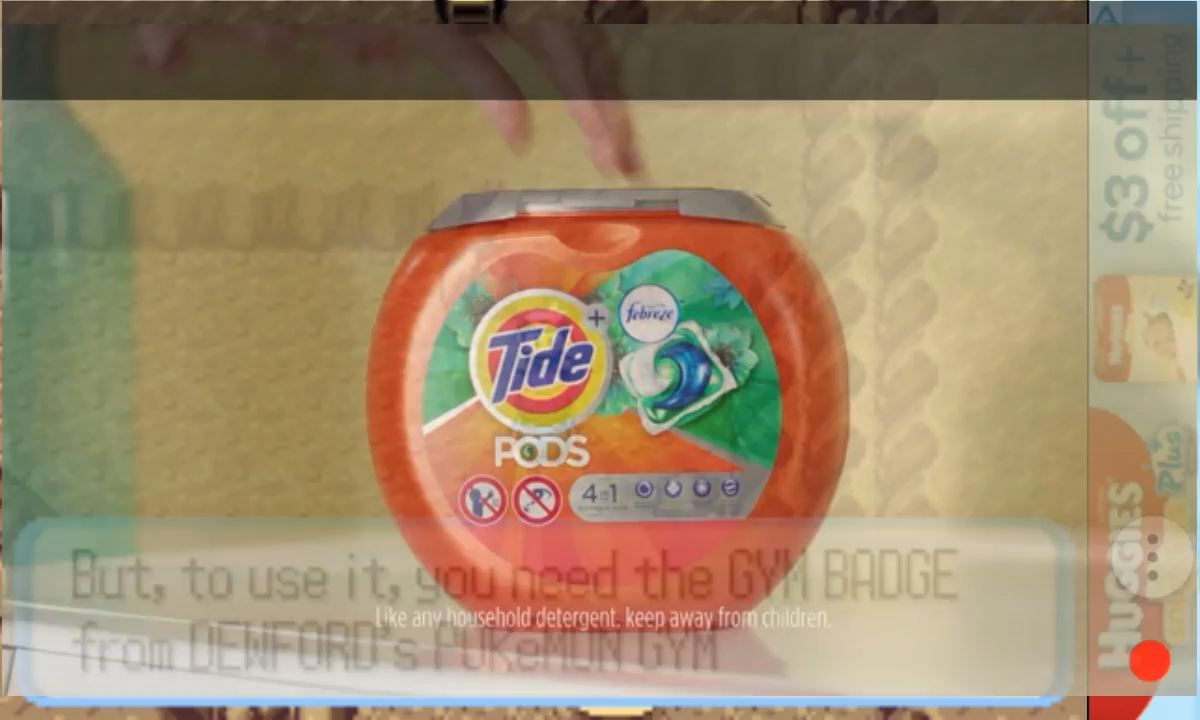 $3 off+
free shipping
febreze
+
Tide
PODS
4in1
But, to use it, you need the GYM BADGE
Like any household detergent, keep away from children.
from DEWFORD's POKéMON GYM
HUGGIES
Plus